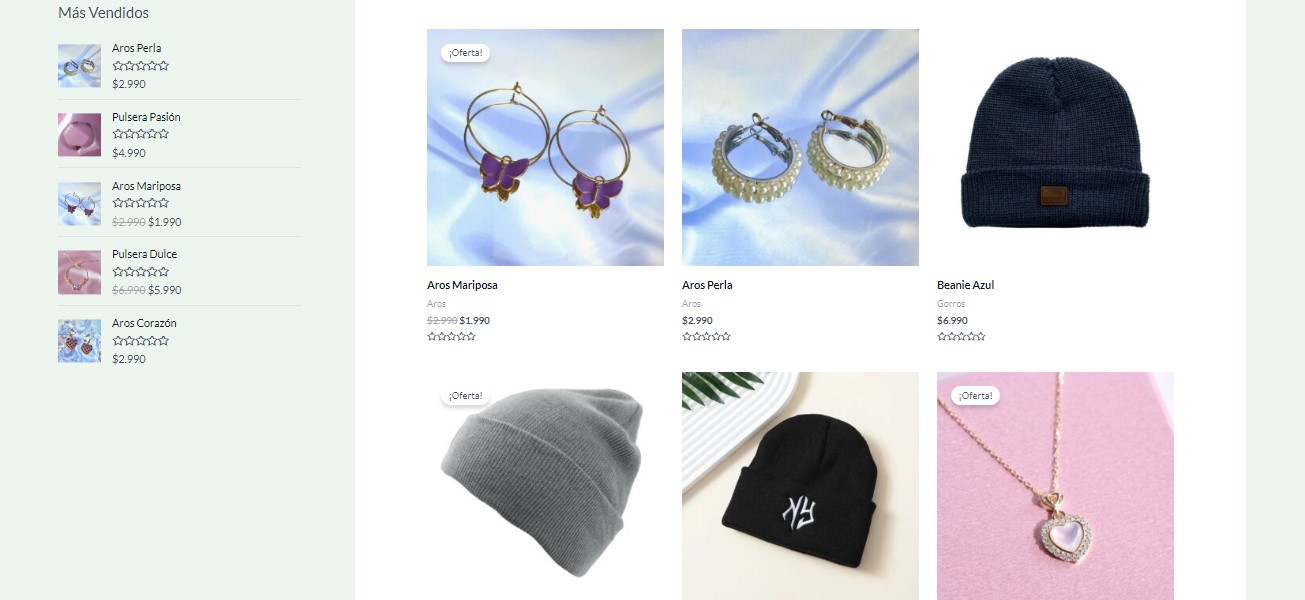 Más Vendidos
Aros Perla
$2.990
Pulsera Pasión
$4.990
Aros Mariposa
$2.990 $1.990
Pulsera Dulce
$6.990 $5.990
Aros Corazón
$2.990
¡Oferta!
Aros Mariposa
Aros
$2.990 $1.990
Aros Perla
Aros
$2.990
Beanie Azul
Gorros
$6.990
¡Oferta!
NY
¡Oferta!